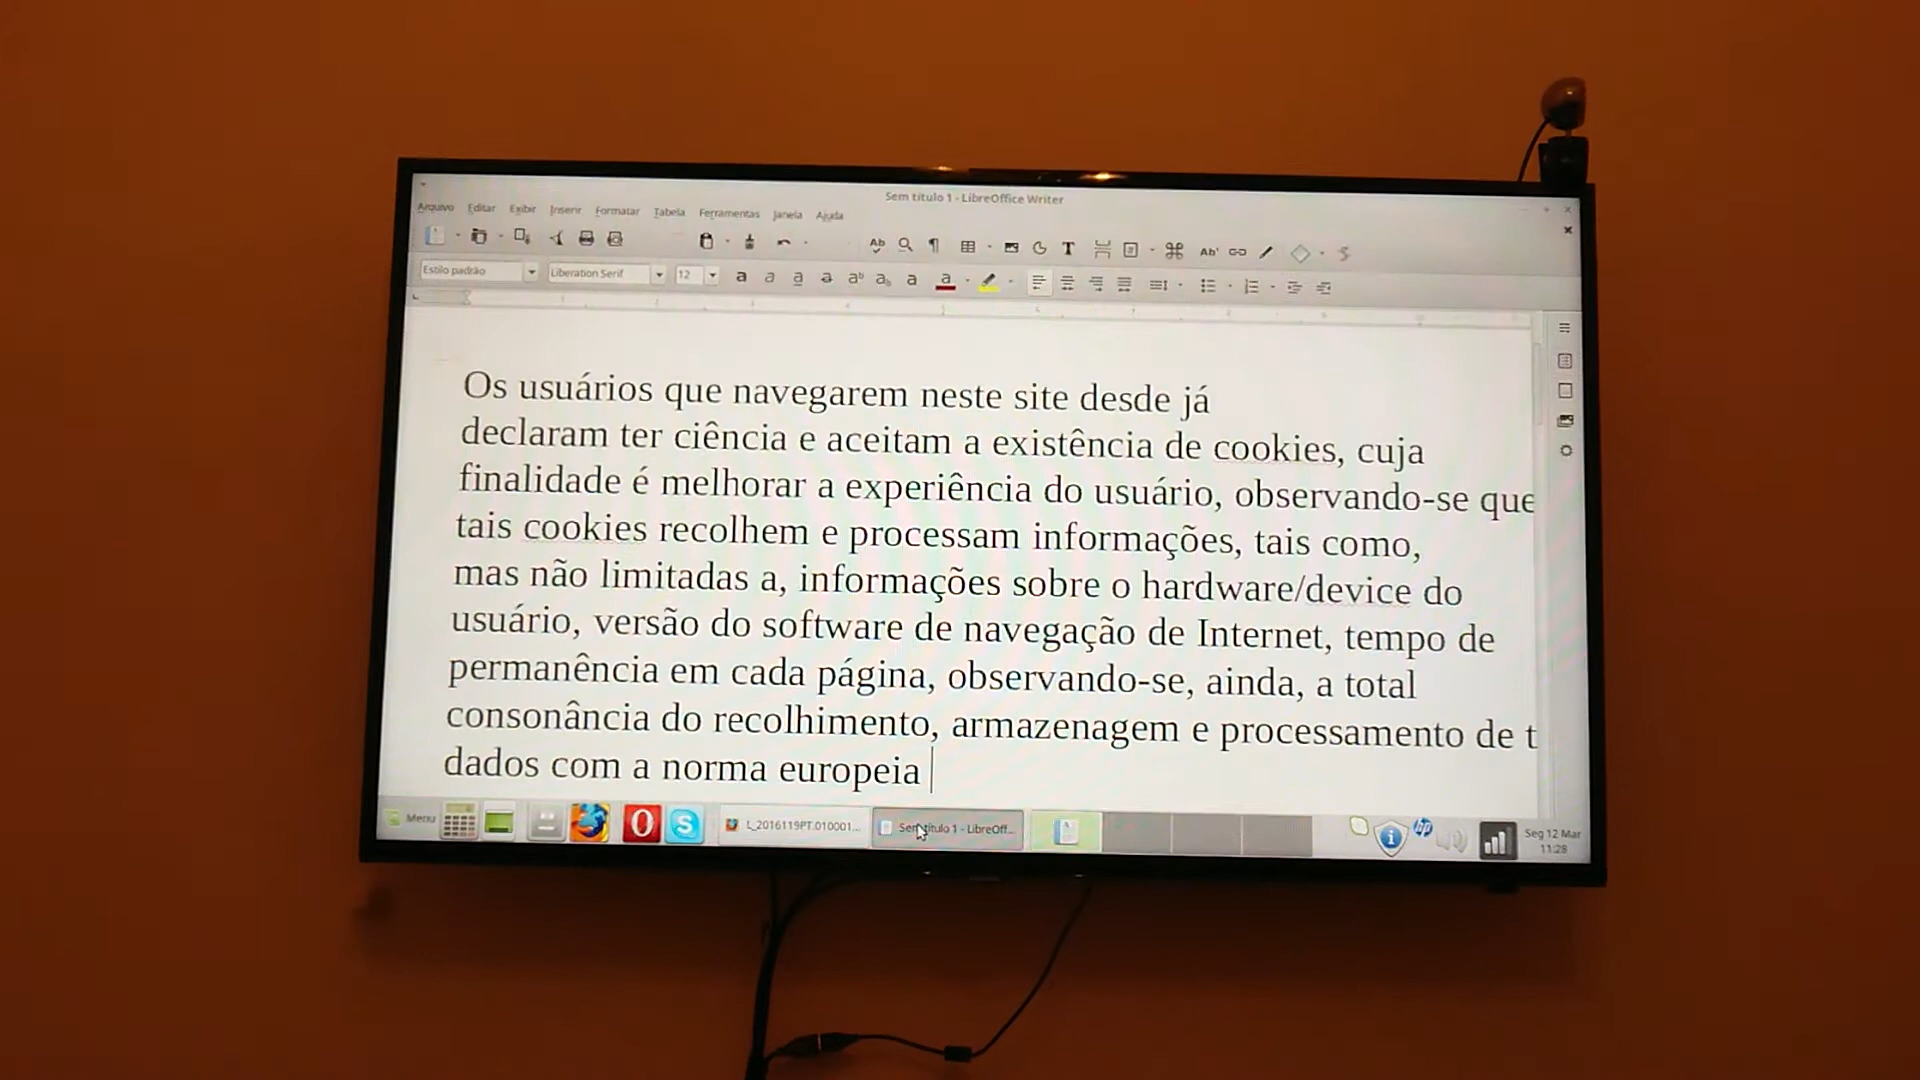 Sem título 1 - LibreOffice Writer
Arquivo Editar Exibir Inserir Formatar Tabela Ferramentas Janela Ajuda
Estilo padrão Liberation Serif 12
Os usuários que navegarem neste site desde já
declaram ter ciência e aceitam a existência de cookies, cuja
finalidade é melhorar a experiência do usuário, observando-se que
tais cookies recolhem e processam informações, tais como,
mas não limitadas a, informações sobre o hardware/device do
usuário, versão do software de navegação de Internet, tempo de
permanência em cada página, observando-se, ainda, a total
consonância do recolhimento, armazenagem e processamento de t
dados com a norma europeia
Menu L_2016119PT.010001... Sem título 1 - LibreOff... Seg 12 Mar
11:28